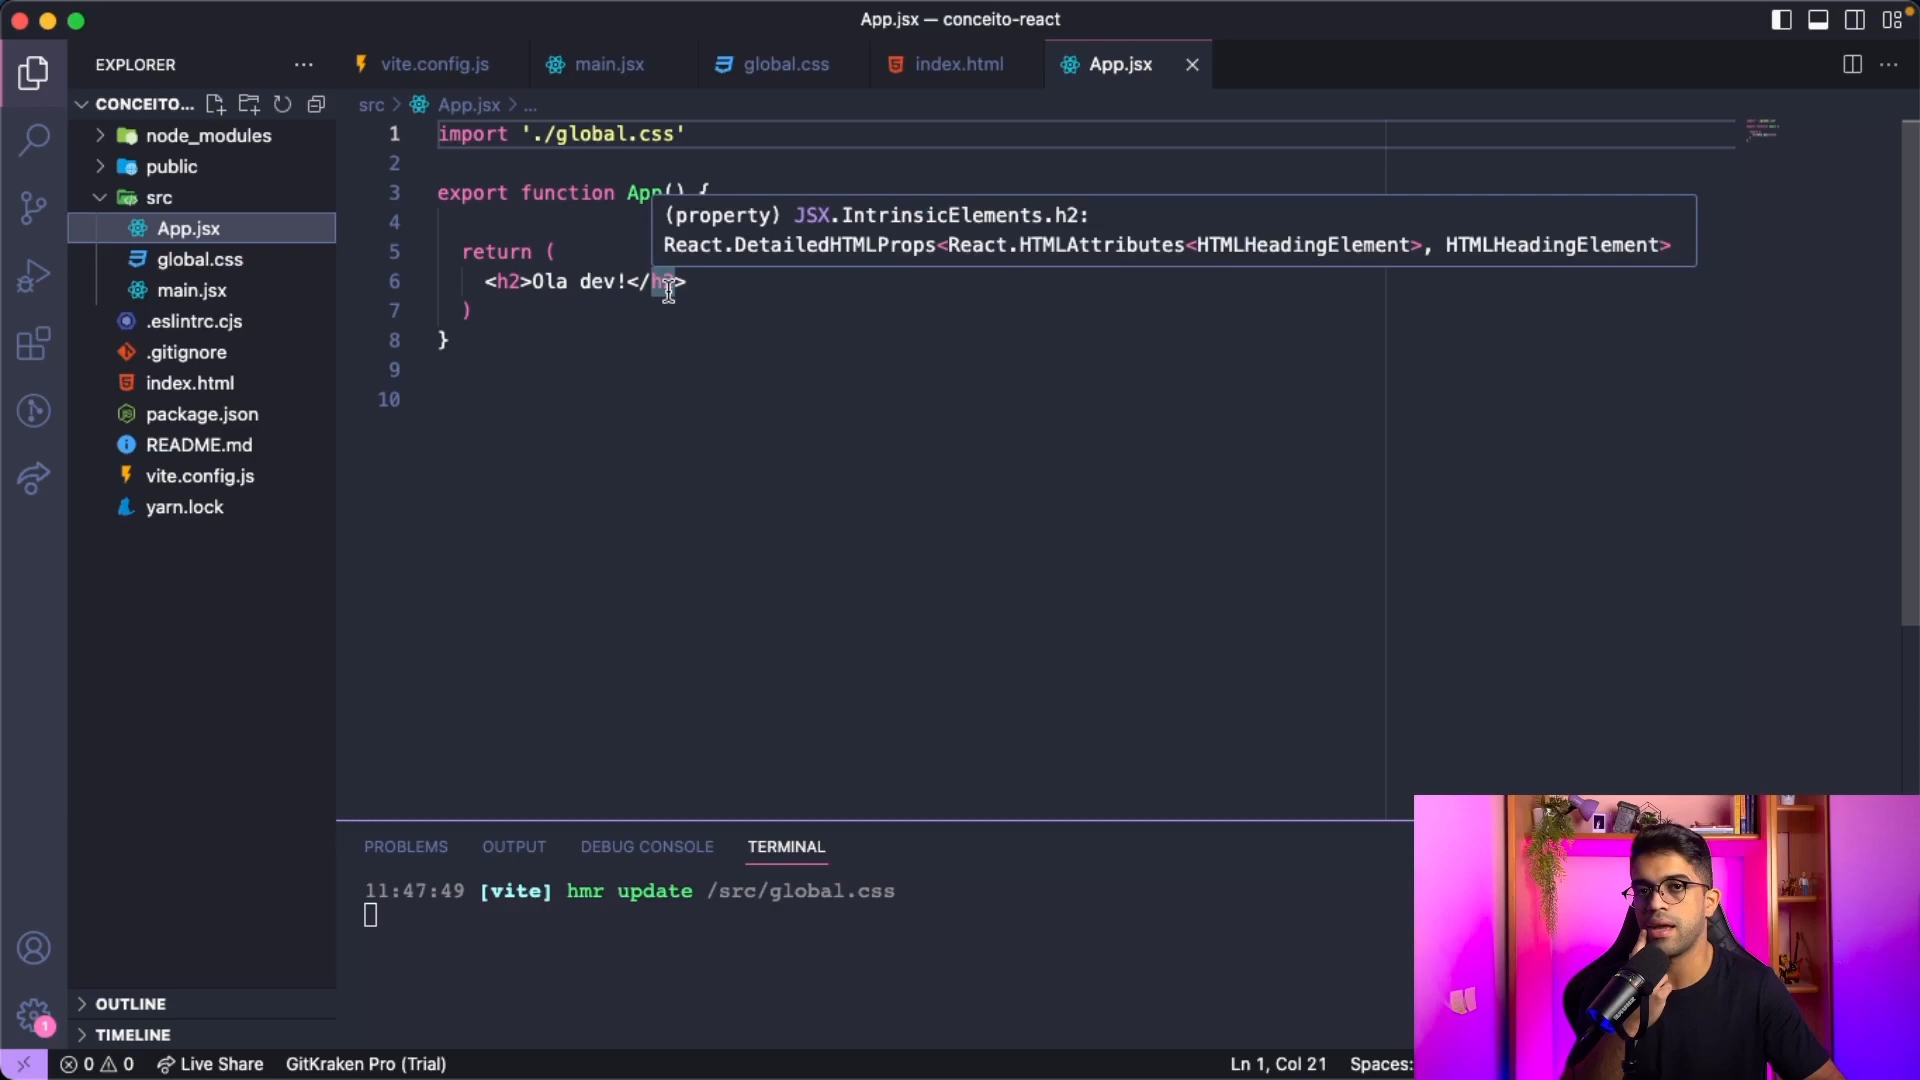 App.jsx — conceito-react
EXPLORER
vite.config.js
main.jsx
global.css
index.html
App.jsx
CONCEITO...
src > App.jsx > ...
node_modules
public
src
App.jsx
global.css
main.jsx
.eslintrc.cjs
.gitignore
index.html
package.json
README.md
vite.config.js
yarn.lock
1 import './global.css'
2
3 export function App() {
(property) JSX.IntrinsicElements.h2:
4
React.DetailedHTMLProps<React.HTMLAttributes<HTMLHeadingElement>, HTMLHeadingElement>
5 return (
6 <h2>Ola dev!</h2>
7 )
8 }
9
10
PROBLEMS OUTPUT DEBUG CONSOLE TERMINAL
11:47:49 [vite] hmr update /src/global.css
OUTLINE
TIMELINE
1
0 0 Live Share GitKraken Pro (Trial)
Ln 1, Col 21 Spaces: